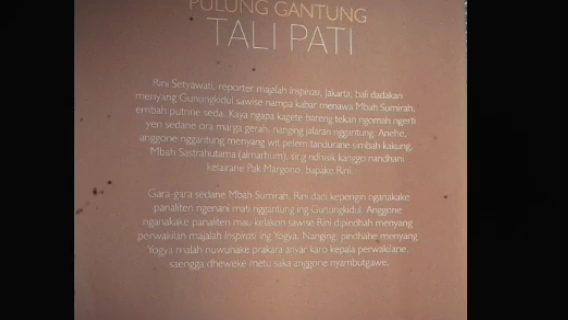 PULUNG GANTUNG
TALI PATI
Rini Setyawati, reporter majalah Inspirasi, Jakarta, bali dadakan
menyang Gunungkidul sawise nampa kabar menawa Mbah Sumirah,
embah putrine seda. Kaya ngapa kagete bareng tekan ngomah ngerti
yen sedane ora marga gerah, nanging jalaran nggantung. Anehe,
anggone nggantung menyang wit pelem tandurane simbah kakung,
Mbah Sastrahutama (almarhum), sing ndhisik kanggo nandhani
kelairane Pak Margono, bapake Rini.
Gara-gara sedane Mbah Sumirah, Rini dadi kepengin nganakake
panaliten ngenani mati nggantung ing Gunungkidul. Anggone
nganakake panaliten mau kelakon sawise Rini dipindhah menyang
perwakilan majalah Inspirasi ing Yogya. Nanging, pindhahe menyang
Yogya malah nuwuhake prakara anyar karo kepala perwakilane,
saengga dheweke metu saka anggone nyambutgawe.